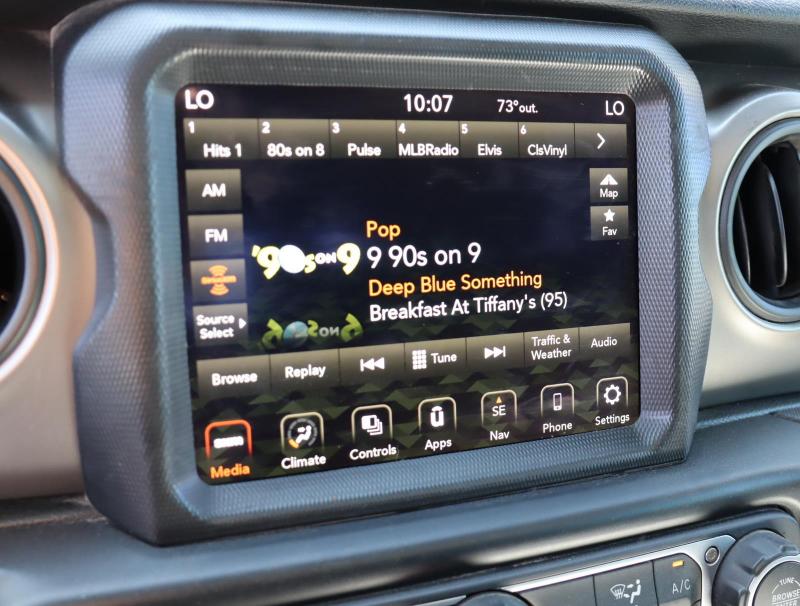 LO 10:07 73°out. LO
1 Hits 1 2 80s on 8 3 Pulse 4 MLBRadio 5 Elvis 6 ClsVinyl
AM
Map
FM
Fav
Pop
'90s ON 9
9 90s on 9
SiriusXM
Deep Blue Something
Source
Select
Breakfast At Tiffany's (95)
Browse Replay Tune Traffic &
Weather Audio
Media Climate Controls Apps SE Nav Phone Settings
A/C
TUNE
BROWSE
ENTER